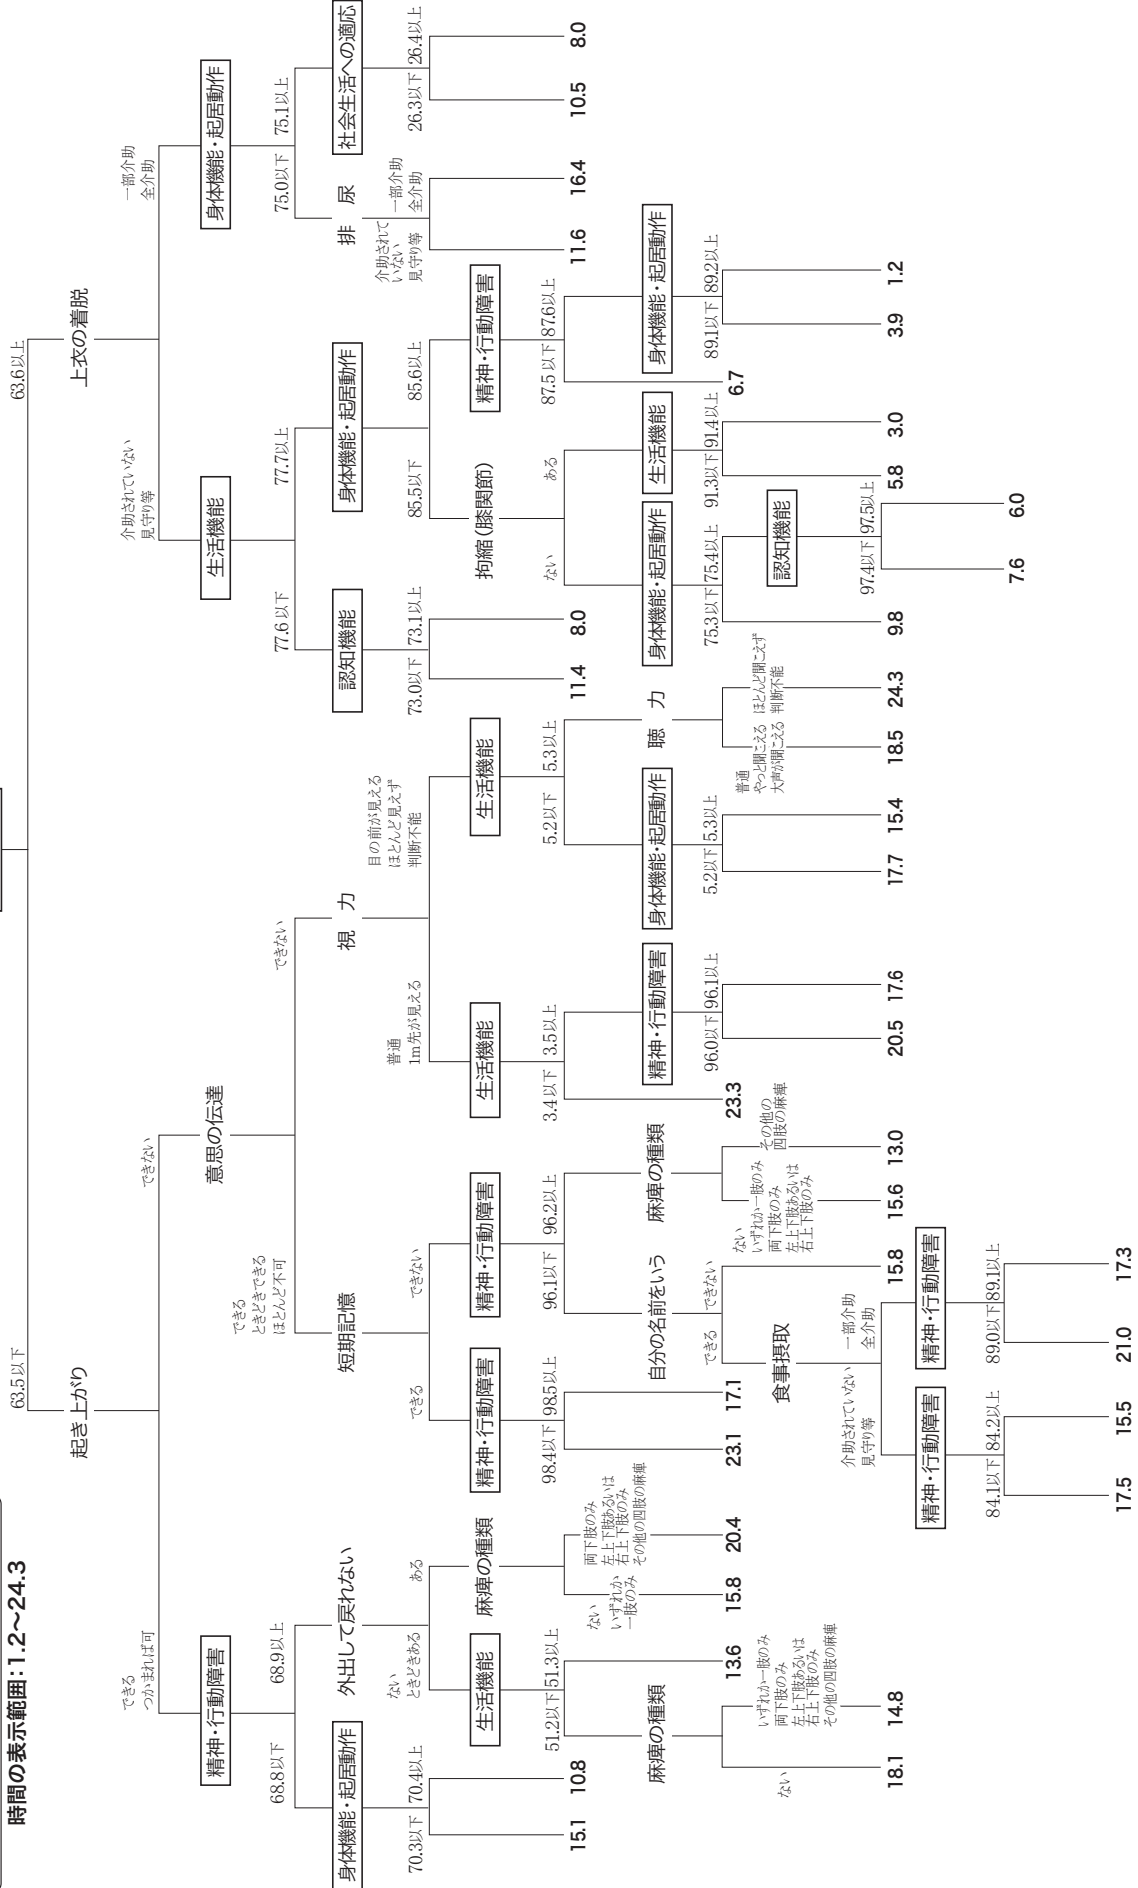 時間の表示範囲：1.2〜24.3
63.5以下
63.6以上
起き上がり
上衣の着脱
できる
つかまれば可
できない
介助されていない
見守り等
一部介助
全介助
精神・行動障害
意思の伝達
生活機能
身体機能・起居動作
68.8以下
68.9以上
できる
ときどきできる
ほとんど不可
できない
77.6以下
77.7以上
75.0以下
75.1以上
身体機能・起居動作
外出して戻れない
短期記憶
視 力
認知機能
身体機能・起居動作
排 尿
社会生活への適応
70.3以下
70.4以上
ない
ときどきある
ある
できる
できない
普通
1m先が見える
目の前が見える
ほとんど見えず
判断不能
73.0以下
73.1以上
85.5以下
85.6以上
介助されて
いない
見守り等
一部介助
全介助
26.3以下
26.4以上
生活機能
麻痺の種類
精神・行動障害
精神・行動障害
生活機能
生活機能
拘縮（膝関節）
精神・行動障害
51.2以下
51.3以上
ない
いずれか
一肢のみ
両下肢のみ
左上下肢あるいは
右上下肢のみ
その他の四肢の麻痺
98.4以下
98.5以上
96.1以下
96.2以上
3.4以下
3.5以上
5.2以下
5.3以上
ない
ある
87.5以下
87.6以上
15.1
10.8
11.4
8.0
11.6
16.4
10.5
8.0
麻痺の種類
自分の名前をいう
麻痺の種類
精神・行動障害
身体機能・起居動作
聴 力
身体機能・起居動作
生活機能
身体機能・起居動作
ない
いずれか一肢のみ
両下肢のみ
左上下肢あるいは
右上下肢のみ
その他の四肢の麻痺
できる
できない
ない
いずれか一肢のみ
両下肢のみ
左上下肢あるいは
右上下肢のみ
その他の
四肢の麻痺
96.0以下
96.1以上
5.2以下
5.3以上
普通
やっと聞こえる
大声が聞こえる
ほとんど聞こえず
判断不能
75.3以下
75.4以上
91.3以下
91.4以上
89.1以下
89.2以上
13.6
15.8
20.4
23.1
17.1
23.3
6.7
食事摂取
認知機能
介助されていない
見守り等
一部介助
全介助
97.4以下
97.5以上
18.1
14.8
15.8
15.6
13.0
20.5
17.6
17.7
15.4
18.5
24.3
9.8
5.8
3.0
3.9
1.2
精神・行動障害
精神・行動障害
84.1以下
84.2以上
89.0以下
89.1以上
7.6
6.0
17.5
15.5
21.0
17.3